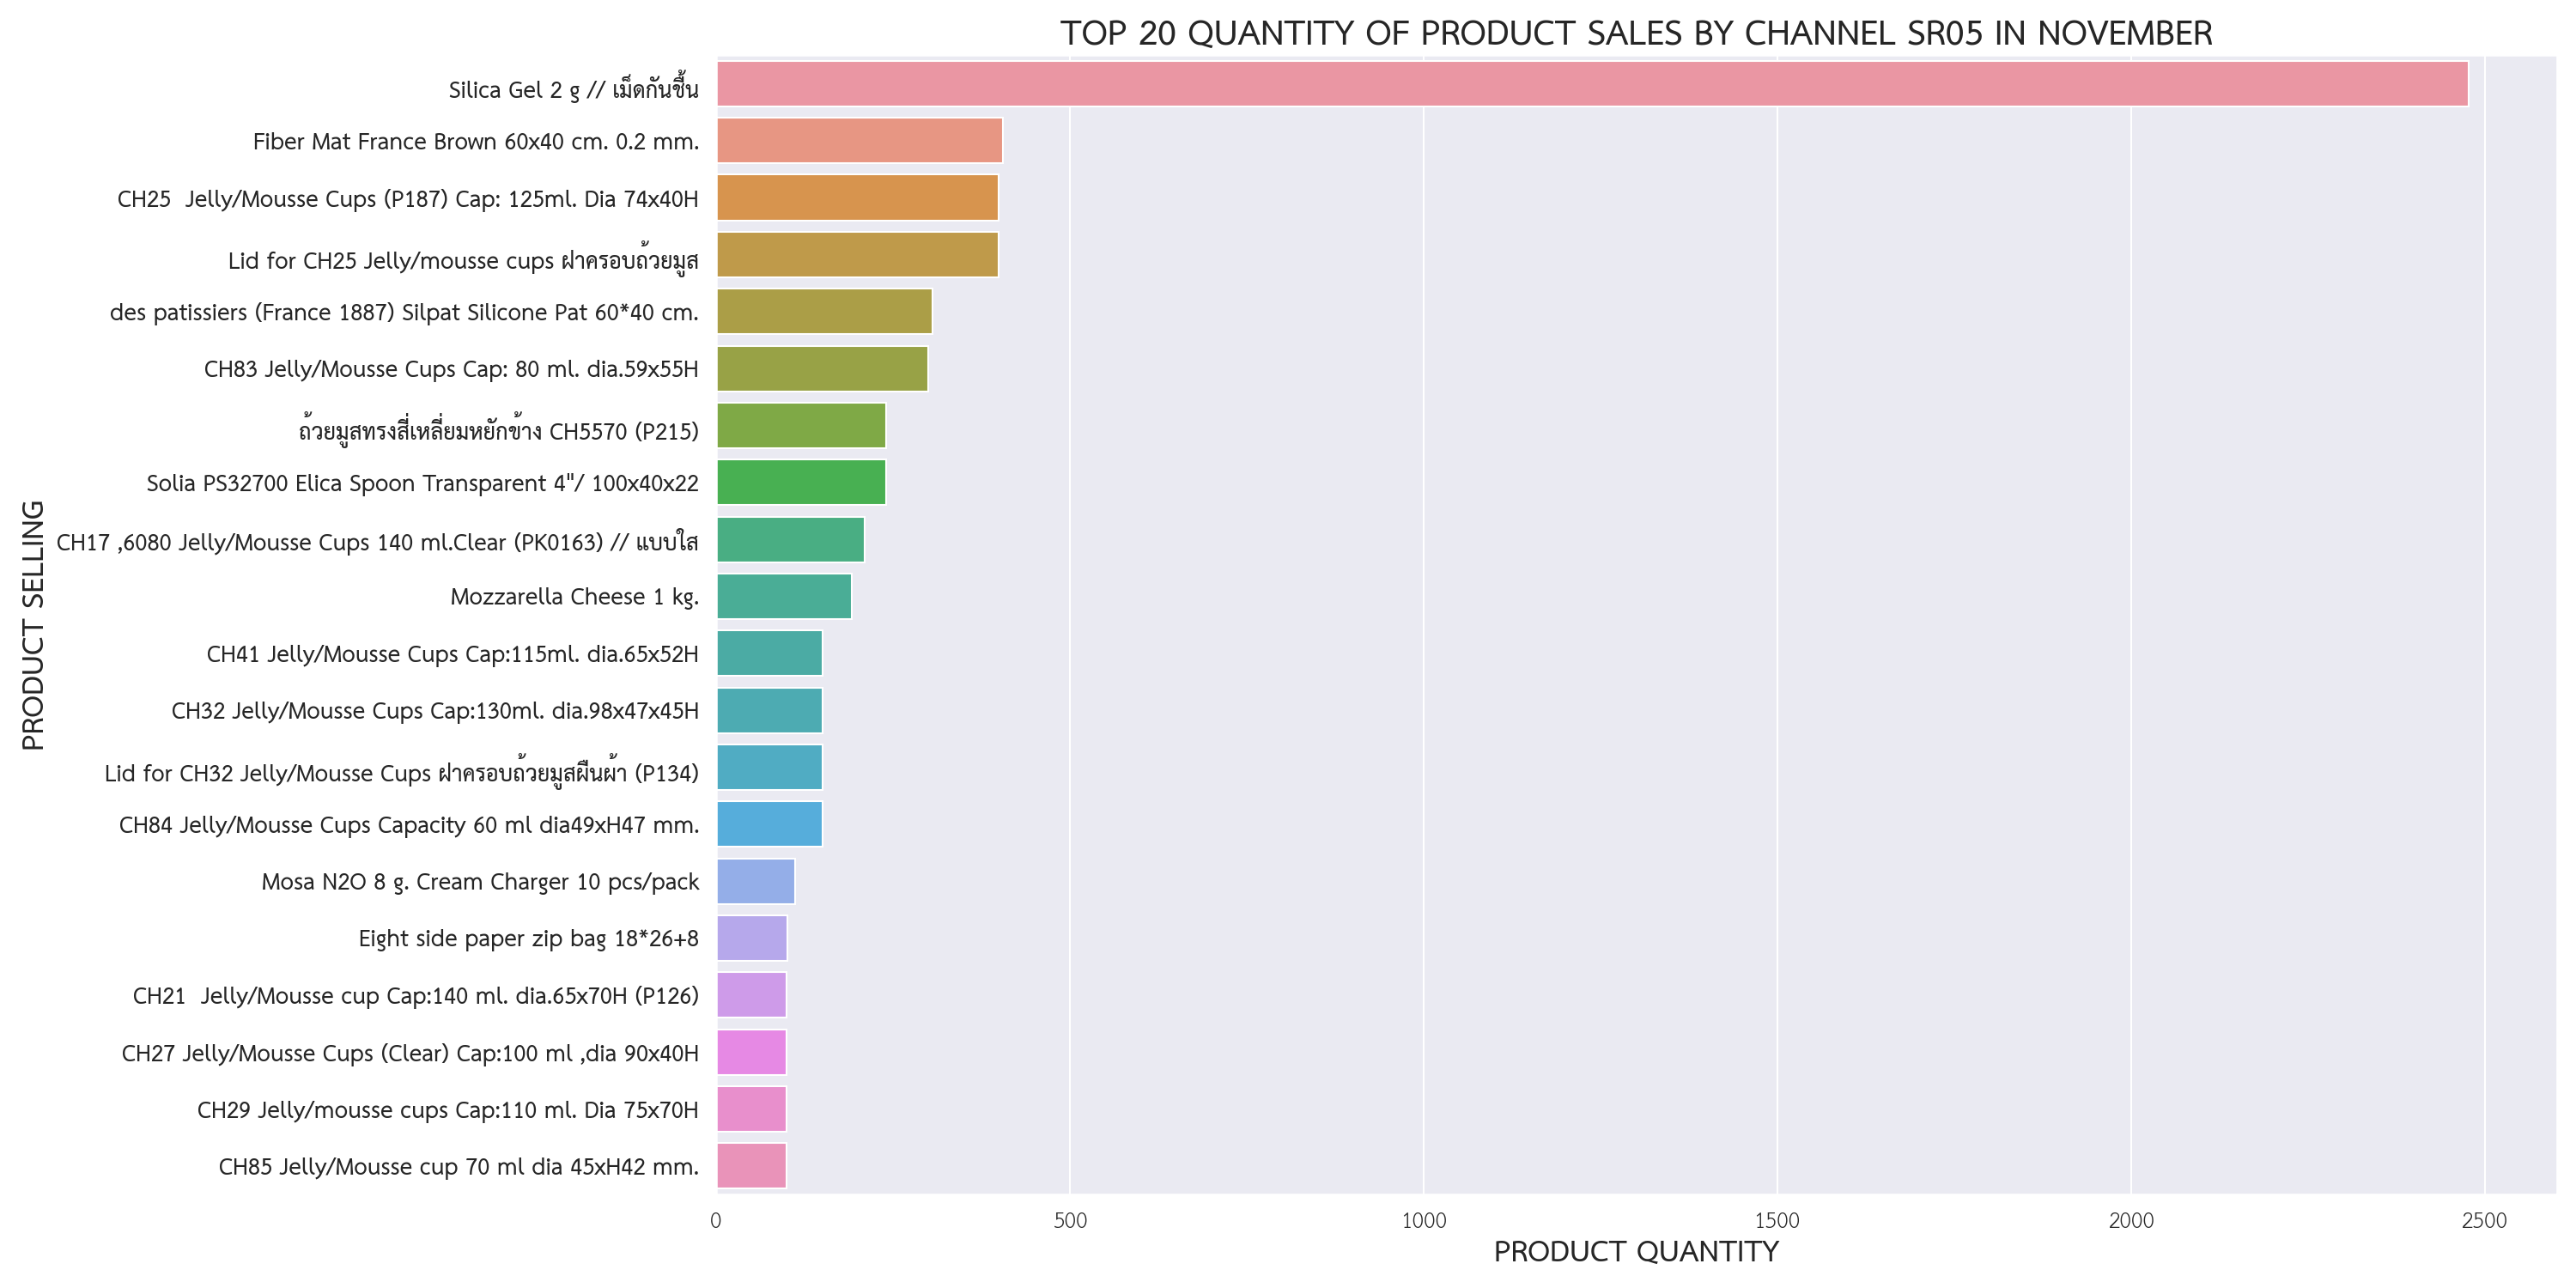 TOP 20 QUANTITY OF PRODUCT SALES BY CHANNEL SR05 IN NOVEMBER
PRODUCT SELLING
Silica Gel 2 g // เม็ดกันชื้น
Fiber Mat France Brown 60x40 cm. 0.2 mm.
CH25  Jelly/Mousse Cups (P187) Cap: 125ml. Dia 74x40H
Lid for CH25 Jelly/mousse cups ฝาครอบถ้วยมูส
des patissiers (France 1887) Silpat Silicone Pat 60*40 cm.
CH83 Jelly/Mousse Cups Cap: 80 ml. dia.59x55H
ถ้วยมูสทรงสี่เหลี่ยมหยักข้าง CH5570 (P215)
Solia PS32700 Elica Spoon Transparent 4"/ 100x40x22
CH17 ,6080 Jelly/Mousse Cups 140 ml.Clear (PK0163) // แบบใส
Mozzarella Cheese 1 kg.
CH41 Jelly/Mousse Cups Cap:115ml. dia.65x52H
CH32 Jelly/Mousse Cups Cap:130ml. dia.98x47x45H
Lid for CH32 Jelly/Mousse Cups ฝาครอบถ้วยมูสผืนผ้า (P134)
CH84 Jelly/Mousse Cups Capacity 60 ml dia49xH47 mm.
Mosa N2O 8 g. Cream Charger 10 pcs/pack
Eight side paper zip bag 18*26+8
CH21  Jelly/Mousse cup Cap:140 ml. dia.65x70H (P126)
CH27 Jelly/Mousse Cups (Clear) Cap:100 ml ,dia 90x40H
CH29 Jelly/mousse cups Cap:110 ml. Dia 75x70H
CH85 Jelly/Mousse cup 70 ml dia 45xH42 mm.
0 500 1000 1500 2000 2500
PRODUCT QUANTITY